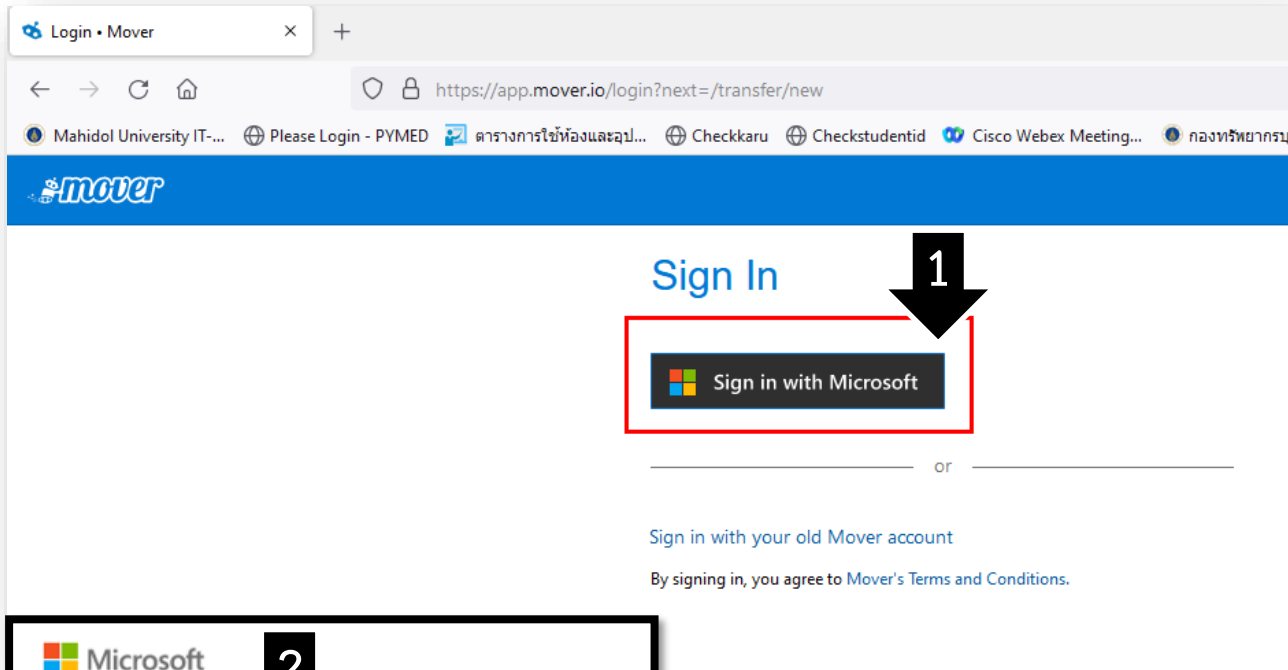 Login • Mover
https://app.mover.io/login?next=/transfer/new
Mahidol University IT-... Please Login - PYMED ตารางการใช้ห้องและอุป... Checkkaru Checkstudentid Cisco Webex Meeting... กองทรัพยากรบุ
mover
Sign In
1
Sign in with Microsoft
or
Sign in with your old Mover account
By signing in, you agree to Mover's Terms and Conditions.
Microsoft
2